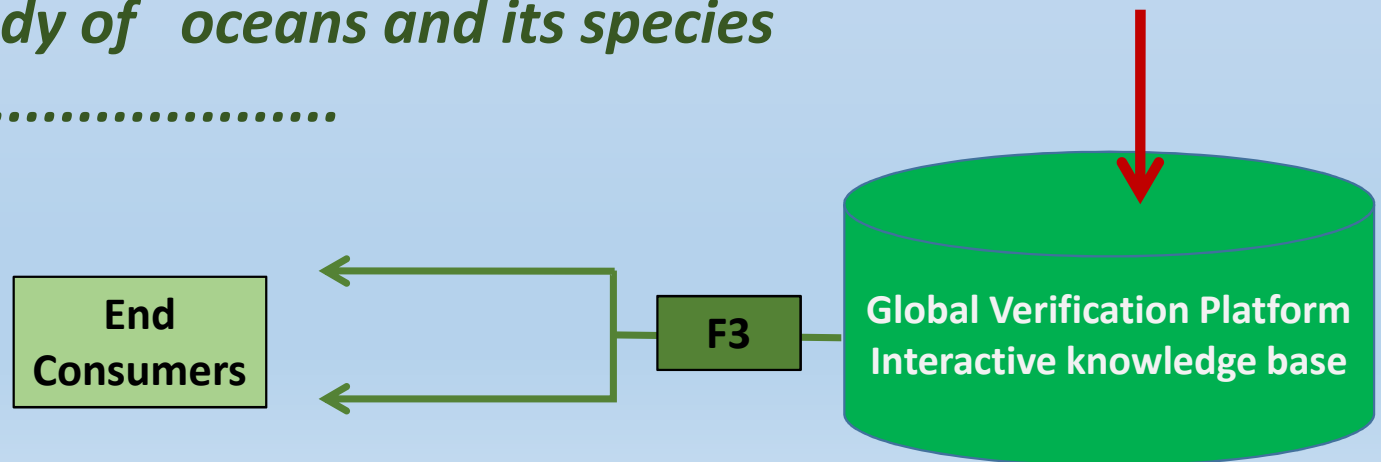 dy of oceans and its species
...................
End
Consumers
F3
Global Verification Platform
Interactive knowledge base